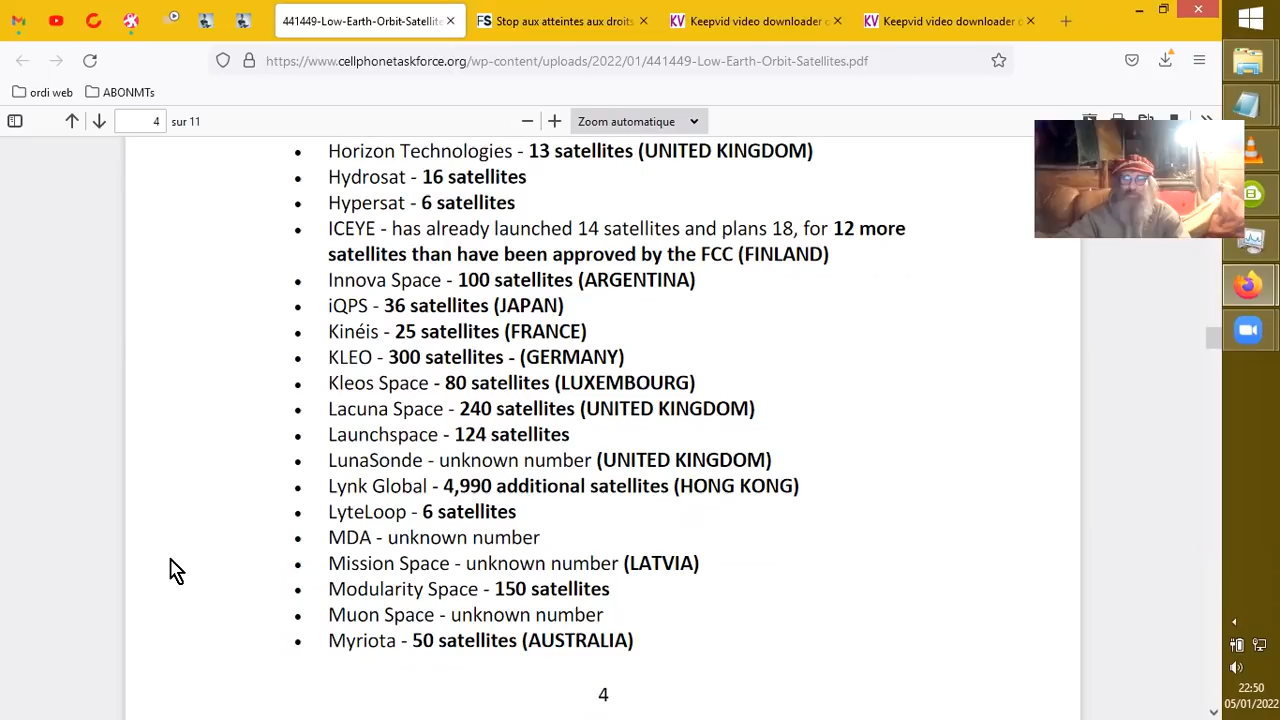 441449-Low-Earth-Orbit-Satellite
Stop aux atteintes aux droits
Keepvid video downloader o
Keepvid video downloader o
https://www.cellphonetaskforce.org/wp-content/uploads/2022/01/441449-Low-Earth-Orbit-Satellites.pdf
ordi web
ABONMTs
4 sur 11
Zoom automatique
• Horizon Technologies - 13 satellites (UNITED KINGDOM)
• Hydrosat - 16 satellites
• Hypersat - 6 satellites
• ICEYE - has already launched 14 satellites and plans 18, for 12 more
satellites than have been approved by the FCC (FINLAND)
• Innova Space - 100 satellites (ARGENTINA)
• iQPS - 36 satellites (JAPAN)
• Kinéis - 25 satellites (FRANCE)
• KLEO - 300 satellites - (GERMANY)
• Kleos Space - 80 satellites (LUXEMBOURG)
• Lacuna Space - 240 satellites (UNITED KINGDOM)
• Launchspace - 124 satellites
• LunaSonde - unknown number (UNITED KINGDOM)
• Lynk Global - 4,990 additional satellites (HONG KONG)
• LyteLoop - 6 satellites
• MDA - unknown number
• Mission Space - unknown number (LATVIA)
• Modularity Space - 150 satellites
• Muon Space - unknown number
• Myriota - 50 satellites (AUSTRALIA)
4
22:50
05/01/2022